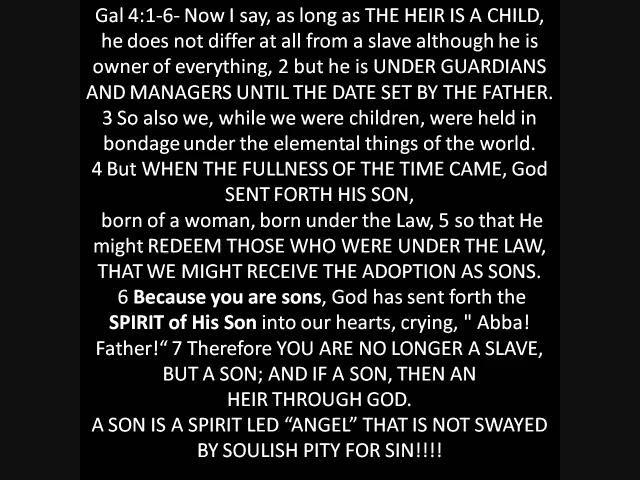 Gal 4:1-6- Now I say, as long as THE HEIR IS A CHILD,
he does not differ at all from a slave although he is
owner of everything, 2 but he is UNDER GUARDIANS
AND MANAGERS UNTIL THE DATE SET BY THE FATHER.
3 So also we, while we were children, were held in
bondage under the elemental things of the world.
4 But WHEN THE FULLNESS OF THE TIME CAME, God
SENT FORTH HIS SON,
born of a woman, born under the Law, 5 so that He
might REDEEM THOSE WHO WERE UNDER THE LAW,
THAT WE MIGHT RECEIVE THE ADOPTION AS SONS.
6 Because you are sons, God has sent forth the
SPIRIT of His Son into our hearts, crying, " Abba!
Father!“ 7 Therefore YOU ARE NO LONGER A SLAVE,
BUT A SON; AND IF A SON, THEN AN
HEIR THROUGH GOD.
A SON IS A SPIRIT LED “ANGEL” THAT IS NOT SWAYED
BY SOULISH PITY FOR SIN!!!!